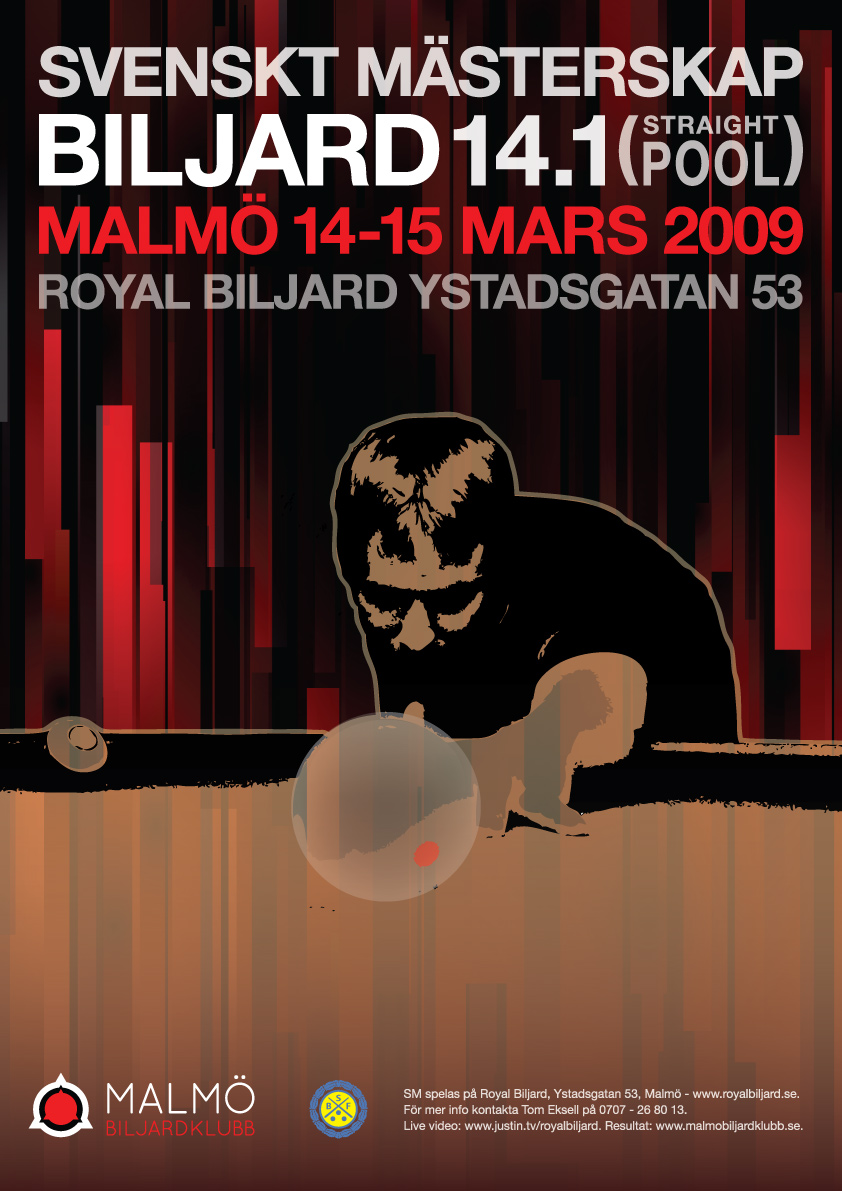 SVENSKT MÄSTERSKAP
BILJARD 14.1 (STRAIGHT POOL)
MALMÖ 14-15 MARS 2009
ROYAL BILJARD YSTADSGATAN 53
MALMÖ
BILJARDKLUBB
B S F
SM spelas på Royal Biljard, Ystadsgatan 53, Malmö - www.royalbiljard.se.
För mer info kontakta Tom Eksell på 0707 - 26 80 13.
Live video: www.justin.tv/royalbiljard. Resultat: www.malmobiljardklubb.se.